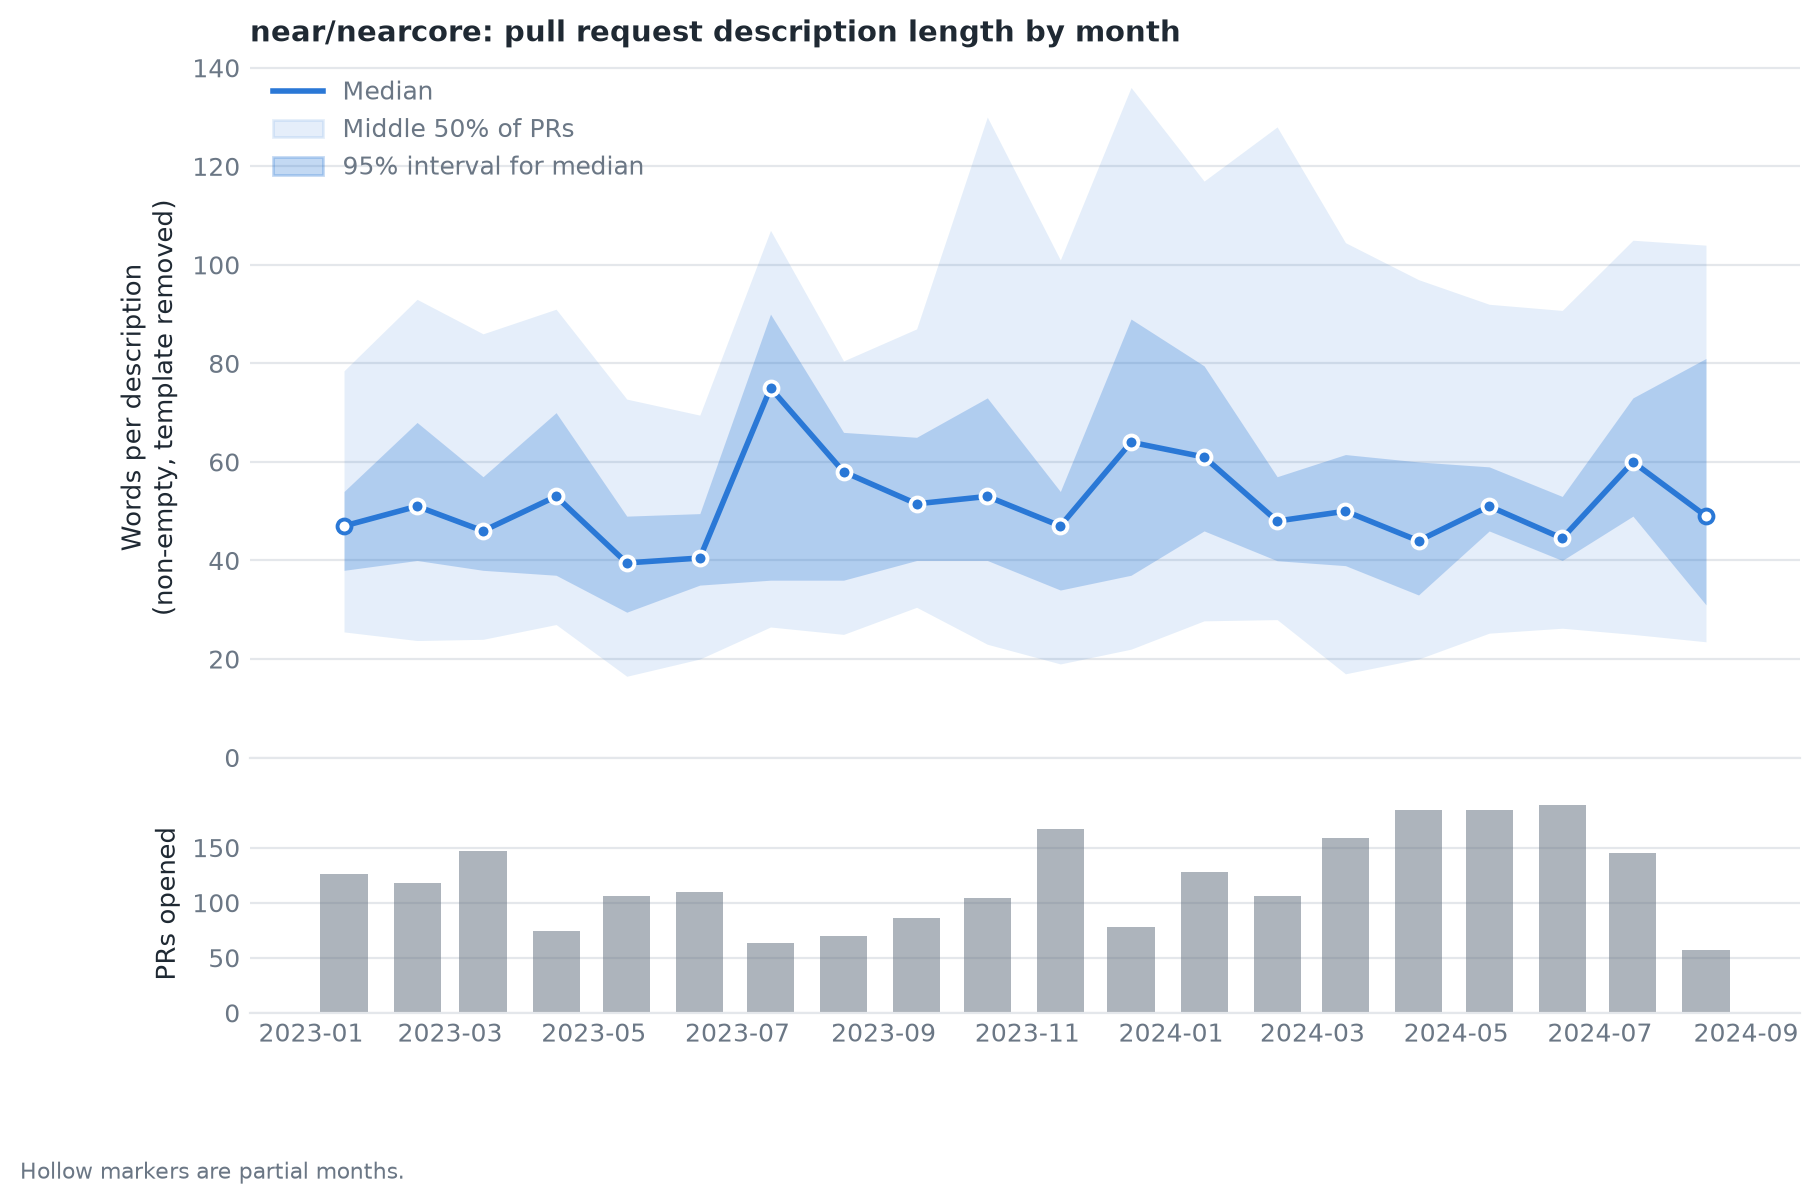 near/nearcore: pull request description length by month
140
120
100
80
60
40
20
0
Words per description
(non-empty, template removed)
Median
Middle 50% of PRs
95% interval for median
150
100
50
0
PRs opened
2023-01
2023-03
2023-05
2023-07
2023-09
2023-11
2024-01
2024-03
2024-05
2024-07
2024-09
Hollow markers are partial months.